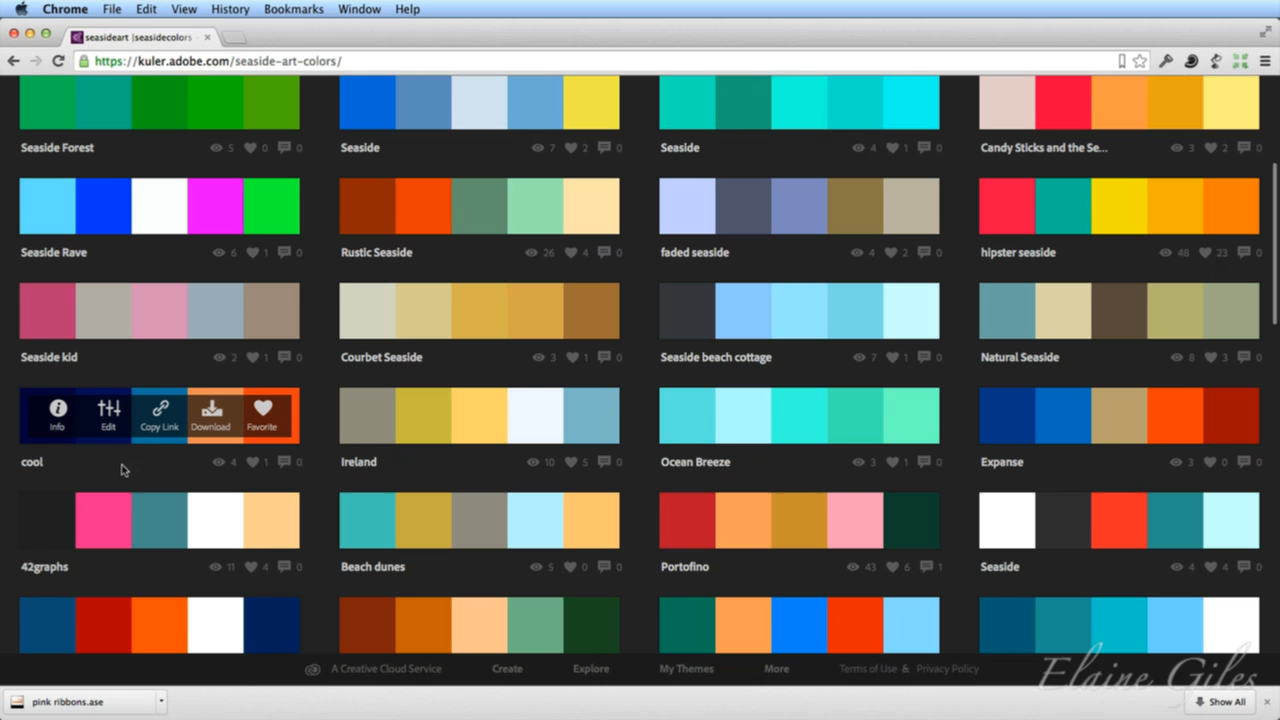 Chrome File Edit View History Bookmarks Window Help
seasideart |seasidecolors
https://kuler.adobe.com/seaside-art-colors/
Seaside Forest 5 0 0 Seaside 7 2 0 Seaside 4 1 0 Candy Sticks and the Se... 3 2 0
Seaside Rave 6 1 0 Rustic Seaside 26 4 0 faded seaside 4 2 0 hipster seaside 48 23 0
Seaside kid 2 1 0 Courbet Seaside 3 1 0 Seaside beach cottage 7 1 0 Natural Seaside 8 3 0
Info Edit Copy Link Download Favorite
cool 4 1 0 Ireland 10 5 0 Ocean Breeze 3 1 0 Expanse 3 0 0
42graphs 11 4 0 Beach dunes 5 0 0 Portofino 43 6 1 Seaside 4 4 0
A Creative Cloud Service Create Explore My Themes More Terms of Use & Privacy Policy
Elaine Giles
pink ribbons.ase Show All